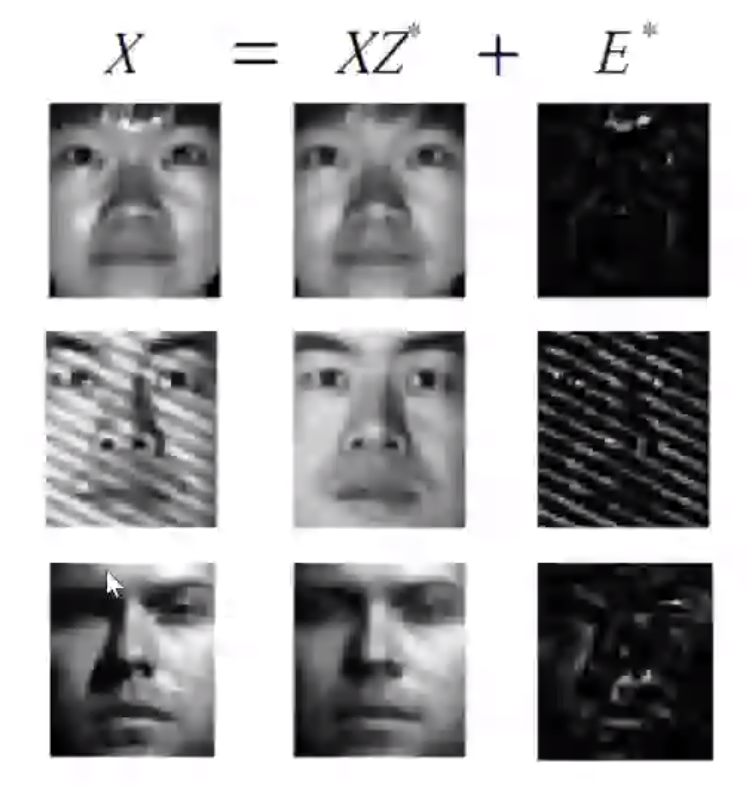 X = XZ* + E*